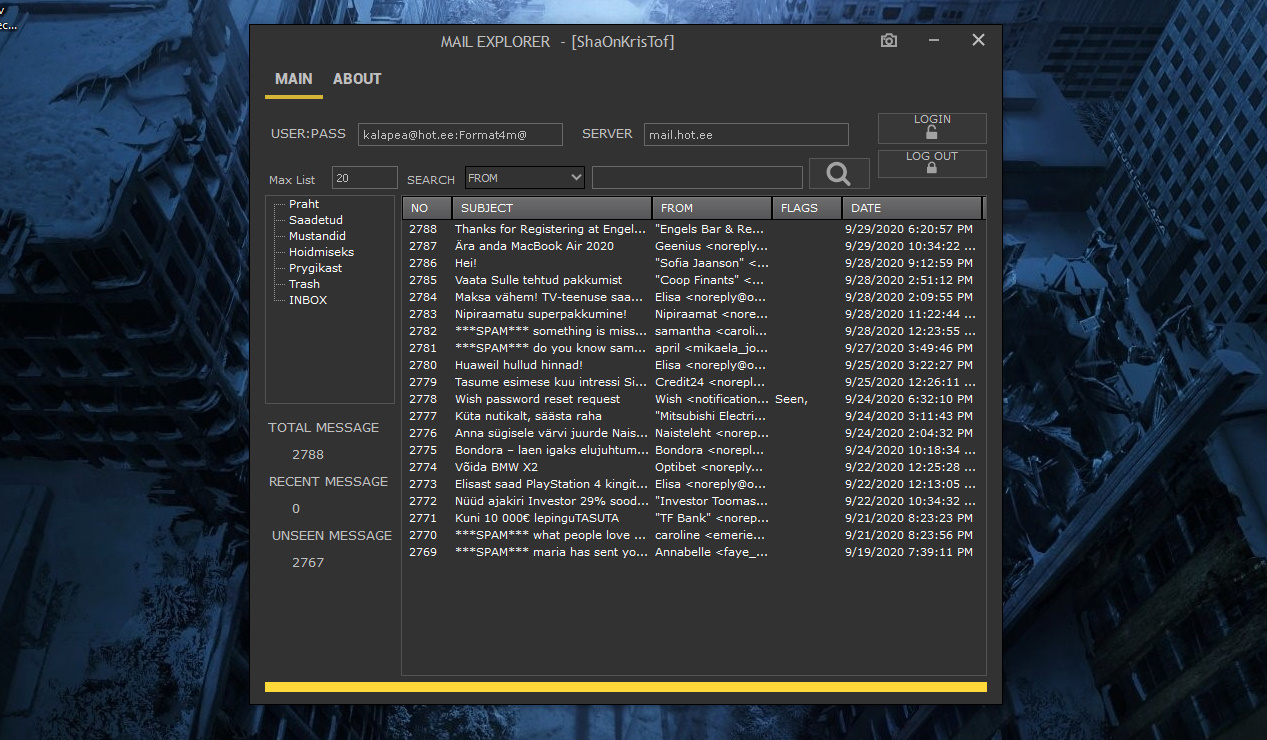 ec...
MAIL EXPLORER - [ShaOnKrisTof]
MAIN ABOUT
USER:PASS kalapea@hot.ee:Format4m@ SERVER mail.hot.ee LOGIN
LOG OUT
Max List 20 SEARCH FROM
Praht
Saadetud
Mustandid
Hoidmiseks
Prygikast
Trash
INBOX
TOTAL MESSAGE
2788
RECENT MESSAGE
0
UNSEEN MESSAGE
2767
NO SUBJECT FROM FLAGS DATE
2788 Thanks for Registering at Engel... "Engels Bar & Re... 9/29/2020 6:20:57 PM
2787 Ära anda MacBook Air 2020 Geenius <noreply... 9/29/2020 10:34:22 ...
2786 Hei! "Sofia Jaanson" <... 9/28/2020 9:12:59 PM
2785 Vaata Sulle tehtud pakkumist "Coop Finants" <... 9/28/2020 2:51:12 PM
2784 Maksa vähem! TV-teenuse saa... Elisa <noreply@o... 9/28/2020 2:09:55 PM
2783 Nipiraamatu superpakkumine! Nipiraamat <nore... 9/28/2020 11:22:44 ...
2782 ***SPAM*** something is miss... samantha <caroli... 9/28/2020 12:23:55 ...
2781 ***SPAM*** do you know sam... april <mikaela_jo... 9/27/2020 3:49:46 PM
2780 Huaweil hullud hinnad! Elisa <noreply@o... 9/25/2020 3:22:27 PM
2779 Tasume esimese kuu intressi Si... Credit24 <norepl... 9/25/2020 12:26:11 ...
2778 Wish password reset request Wish <notification... Seen, 9/24/2020 6:32:10 PM
2777 Küta nutikalt, säästa raha "Mitsubishi Electri... 9/24/2020 3:11:43 PM
2776 Anna sügisele värvi juurde Nais... Naisteleht <norep... 9/24/2020 2:04:32 PM
2775 Bondora – laen igaks elujuhtum... Bondora <norepl... 9/24/2020 10:18:34 ...
2774 Võida BMW X2 Optibet <noreply... 9/22/2020 12:25:28 ...
2773 Elisast saad PlayStation 4 kingit... Elisa <noreply@o... 9/22/2020 12:13:05 ...
2772 Nüüd ajakiri Investor 29% sood... "Investor Toomas... 9/22/2020 10:34:32 ...
2771 Kuni 10 000€ lepinguTASUTA "TF Bank" <norep... 9/21/2020 8:23:23 PM
2770 ***SPAM*** what people love ... caroline <emerie... 9/21/2020 8:23:56 PM
2769 ***SPAM*** maria has sent yo... Annabelle <faye_... 9/19/2020 7:39:11 PM